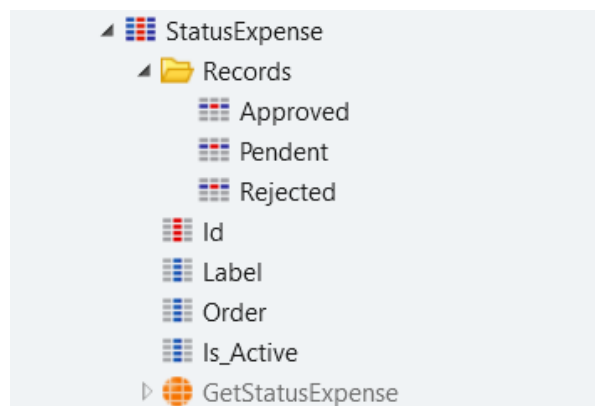 StatusExpense
Records
Approved
Pendent
Rejected
Id
Label
Order
Is_Active
GetStatusExpense